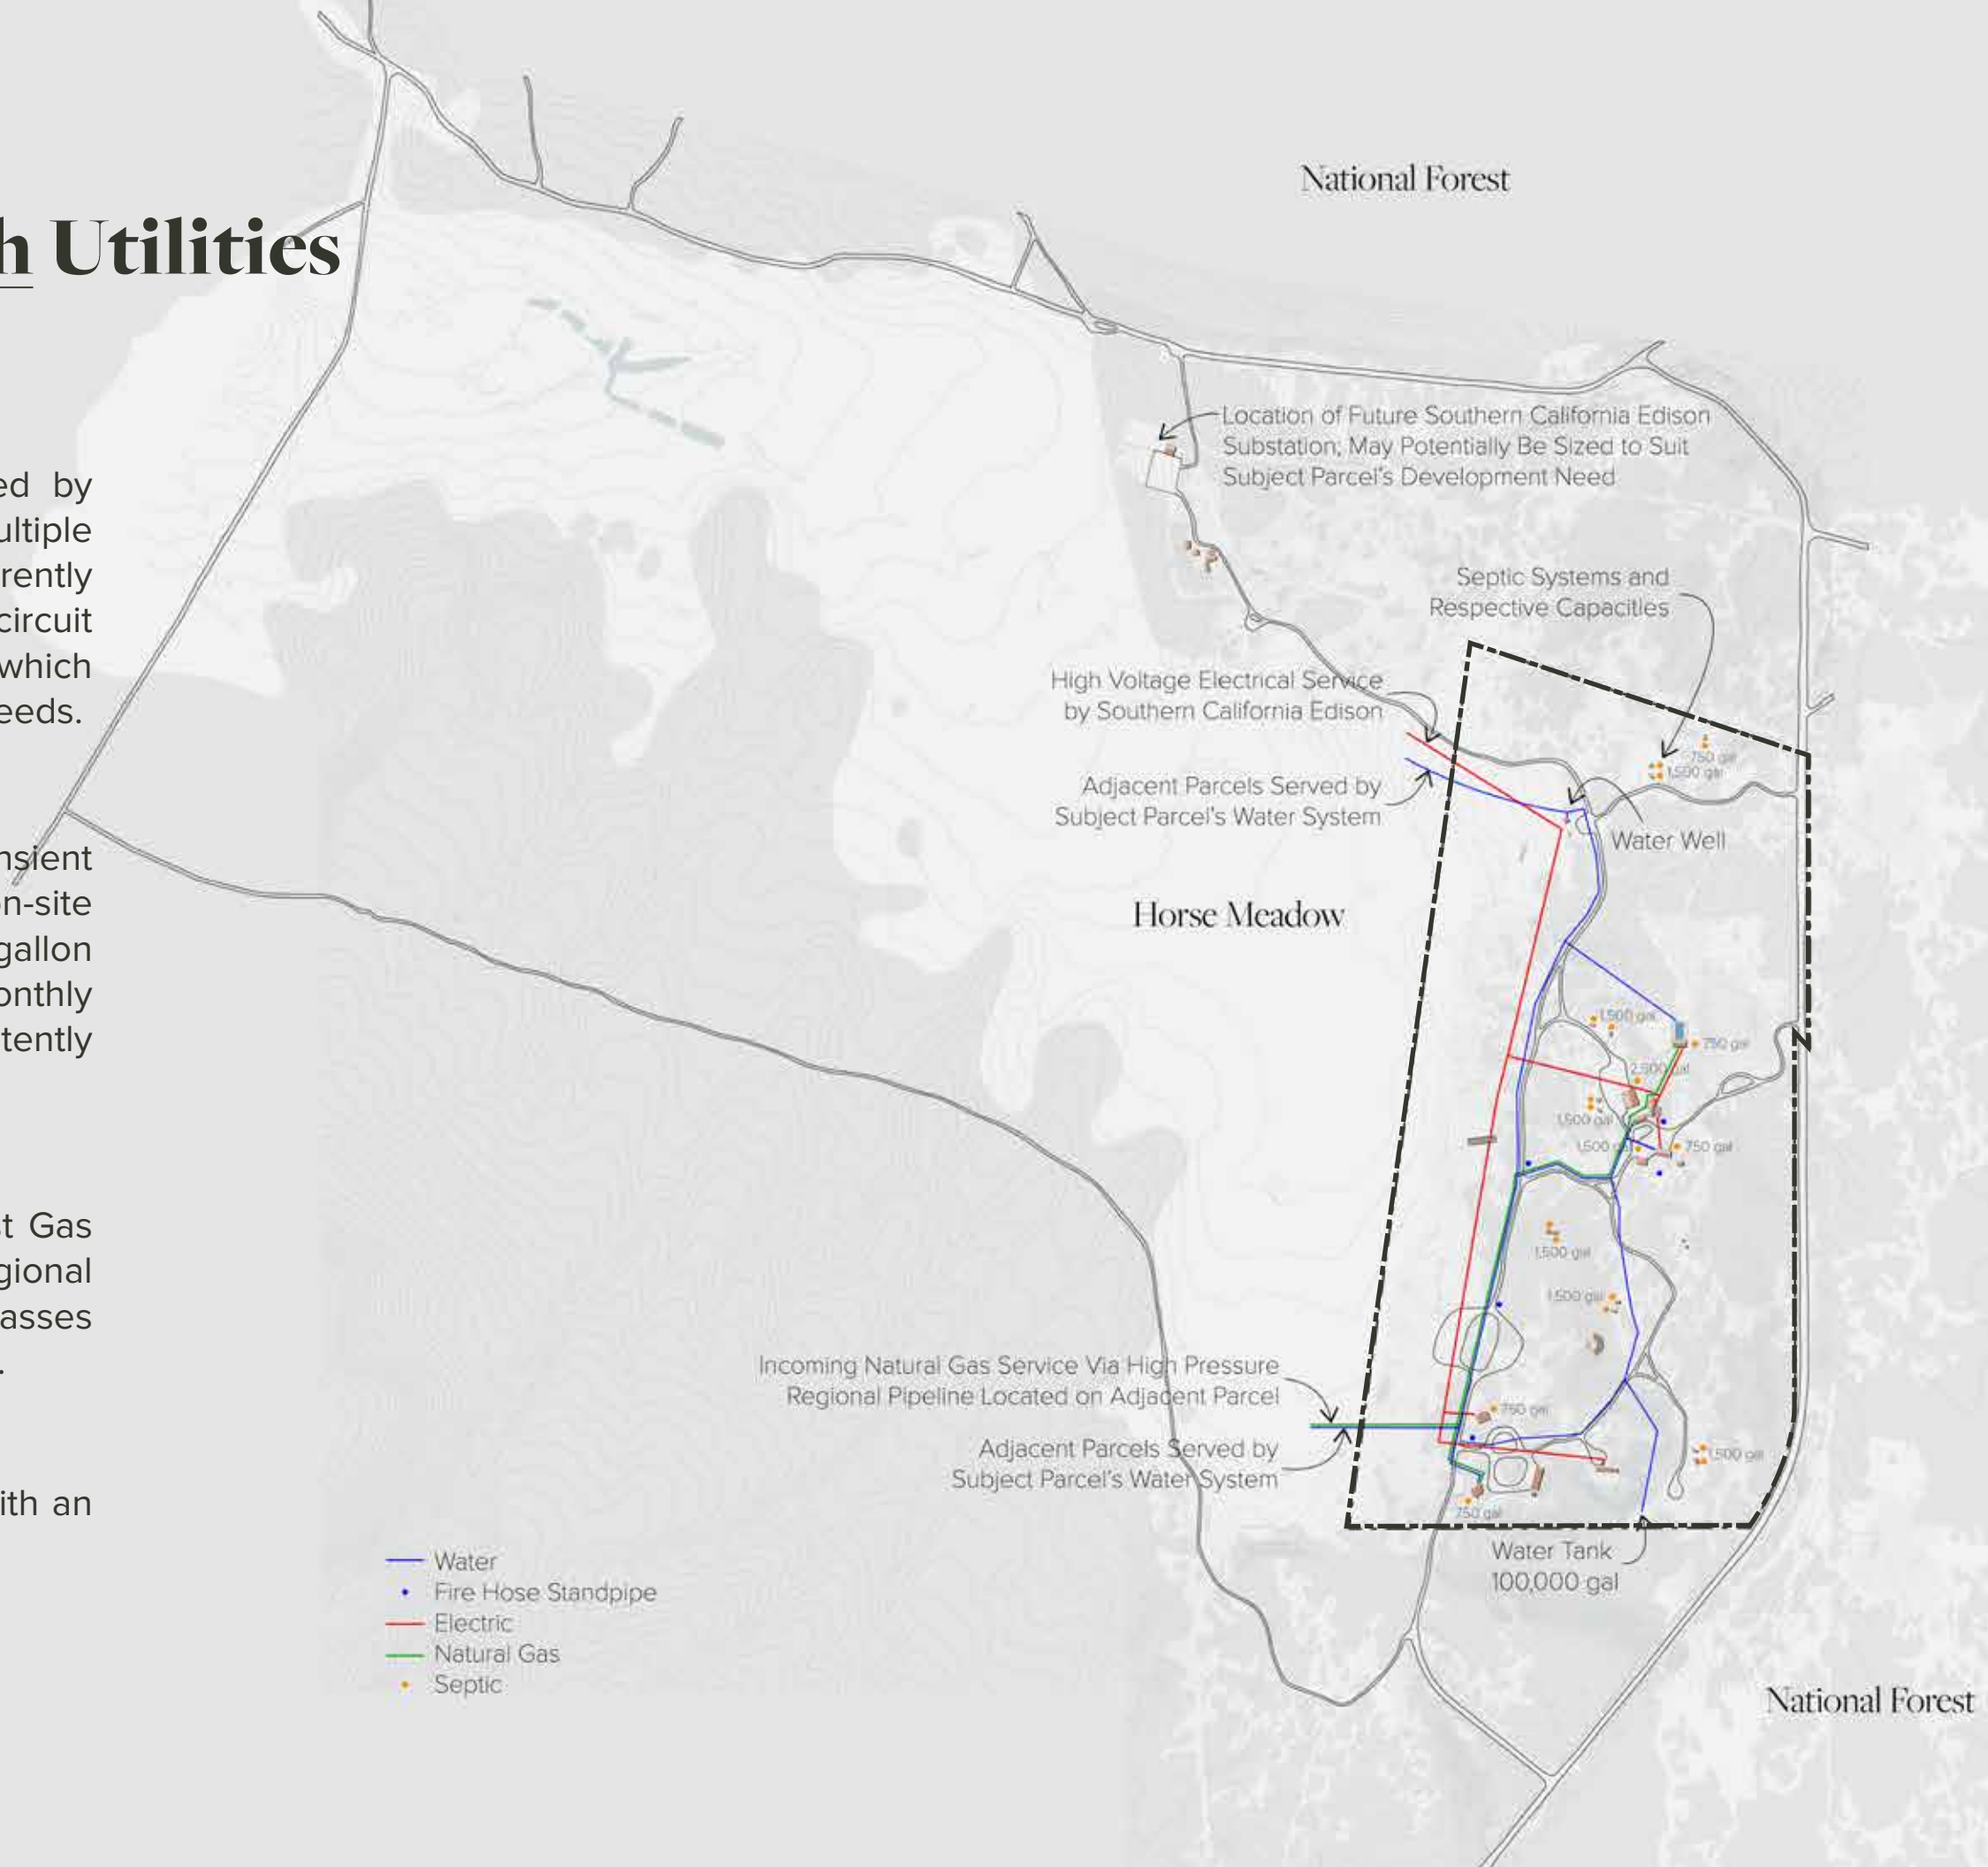 h Utilities
ed by
ultiple
rently
circuit
which
eeds.
nsient
n-site
gallon
onthly
tently
st Gas
gional
asses
.
ith an
National Forest
Location of Future Southern California Edison
Substation; May Potentially Be Sized to Suit
Subject Parcel's Development Need
Septic Systems and
Respective Capacities
High Voltage Electrical Service
by Southern California Edison
750 gal
1,500 gal
Adjacent Parcels Served by
Subject Parcel's Water System
Water Well
Horse Meadow
1,500 gal
750 gal
2,500 gal
1,500 gal
1,500 gal
750 gal
1,500 gal
1,500 gal
Incoming Natural Gas Service Via High Pressure
Regional Pipeline Located on Adjacent Parcel
750 gal
Adjacent Parcels Served by
Subject Parcel's Water System
1,500 gal
750 gal
Water Tank
100,000 gal
Water
Fire Hose Standpipe
Electric
Natural Gas
Septic
National Forest